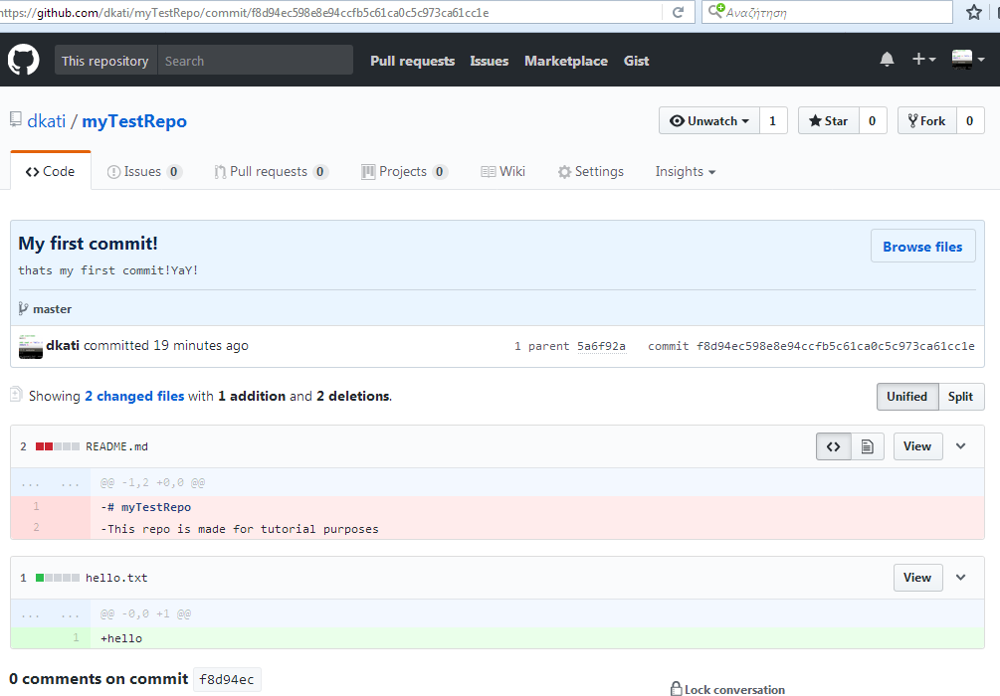 https://github.com/dkati/myTestRepo/commit/f8d94ec598e8e94ccfb5c61ca0c5c973ca61cc1e
Αναζήτηση
This repository Search Pull requests Issues Marketplace Gist
dkati / myTestRepo
Unwatch 1 Star 0 Fork 0
Code Issues 0 Pull requests 0 Projects 0 Wiki Settings Insights
My first commit!
Browse files
thats my first commit!YaY!
master
dkati committed 19 minutes ago 1 parent 5a6f92a commit f8d94ec598e8e94ccfb5c61ca0c5c973ca61cc1e
Showing 2 changed files with 1 addition and 2 deletions.
Unified Split
2 README.md View
... ... @@ -1,2 +0,0 @@
1 -# myTestRepo
2 -This repo is made for tutorial purposes
1 hello.txt View
... ... @@ -0,0 +1 @@
1 +hello
0 comments on commit f8d94ec
Lock conversation